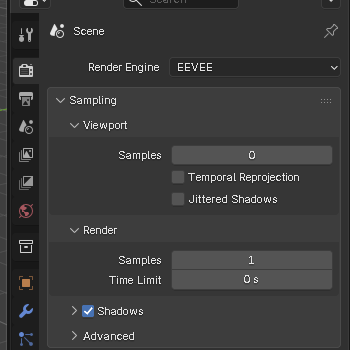 Search
Scene
Render Engine EEVEE
Sampling
Viewport
Samples 0
Temporal Reprojection
Jittered Shadows
Render
Samples 1
Time Limit 0 s
Shadows
Advanced